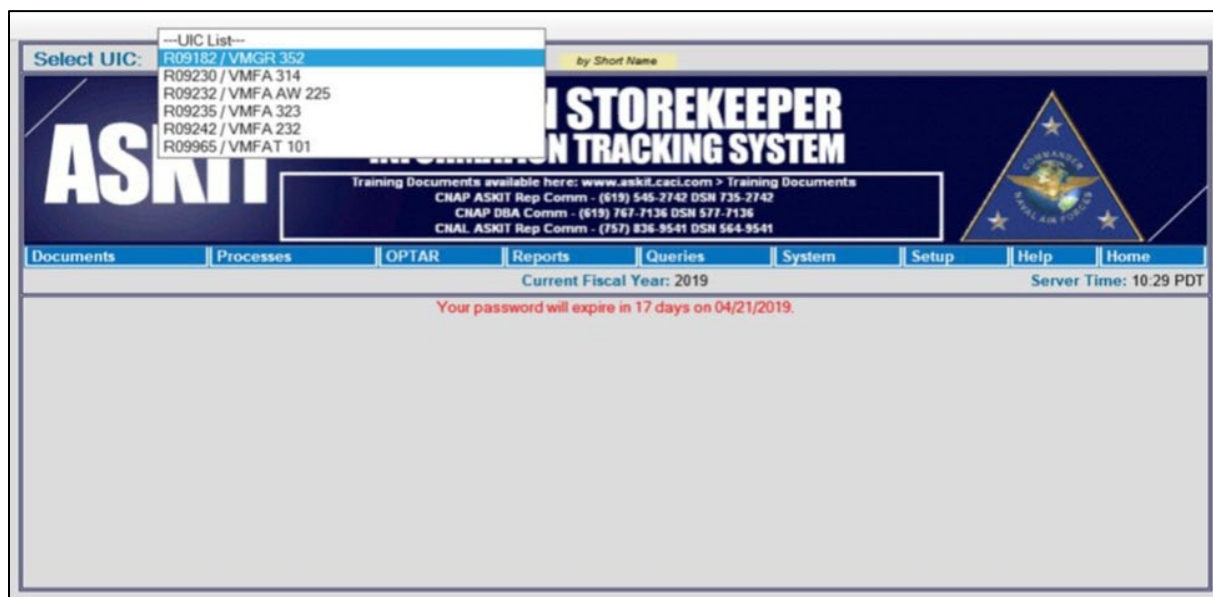 ---UIC List---
Select UIC: R09182 / VMGR 352 by Short Name
R09230 / VMFA 314
R09232 / VMFA AW 225
R09235 / VMFA 323
R09242 / VMFA 232
R09965 / VMFAT 101
ASKIT
STOREKEEPER
TRACKING SYSTEM
Training Documents available here: www.askit.caci.com > Training Documents
CNAP ASKIT Rep Comm - (619) 545-2742 DSN 735-2742
CNAP DBA Comm - (619) 767-7136 DSN 577-7136
CNAL ASKIT Rep Comm - (757) 836-9541 DSN 564-9541
COMMANDER
NAVAL AIR FORCES
Documents Processes OPTAR Reports Queries System Setup Help Home
Current Fiscal Year: 2019 Server Time: 10:29 PDT
Your password will expire in 17 days on 04/21/2019.